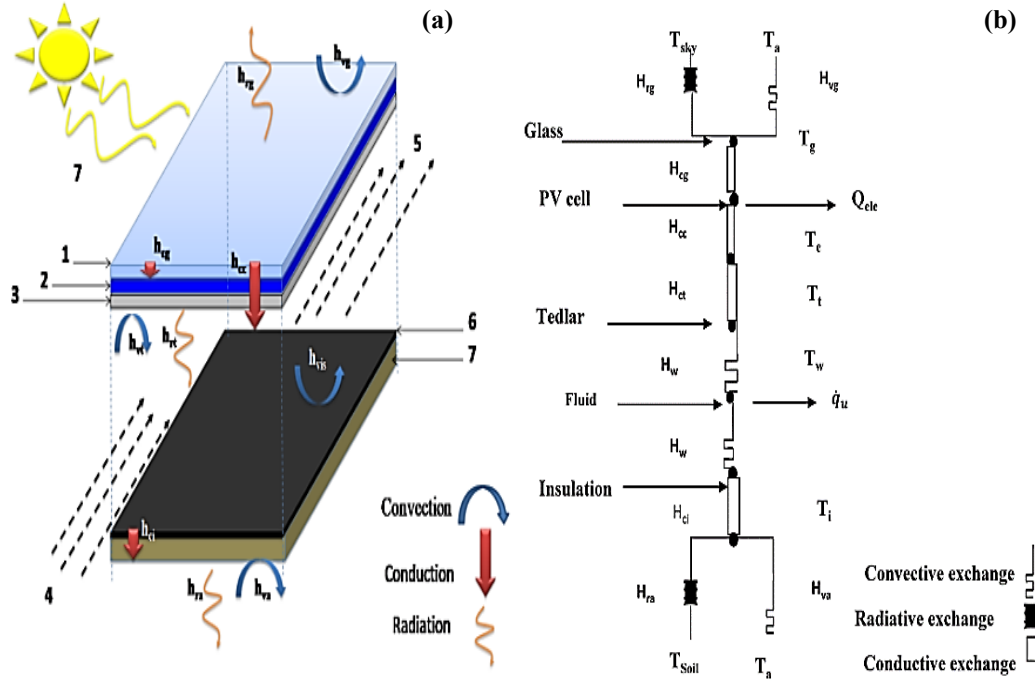 (a)
h_rg
h_vg
7
5
1
h_cg
h_cc
2
3
6
h_vt
h_rt
7
h_vis
h_ci
4
h_ra
h_va
Convection
Conduction
Radiation
(b)
T_sky
T_a
H_rg
H_vg
Glass
T_g
H_cg
PV cell
Q_ele
H_cc
T_c
H_ct
T_t
Tedlar
H_w
T_w
Fluid
q̇_u
H_w
Insulation
H_ci
T_i
H_ra
H_va
T_Soil
T_a
Convective exchange
Radiative exchange
Conductive exchange